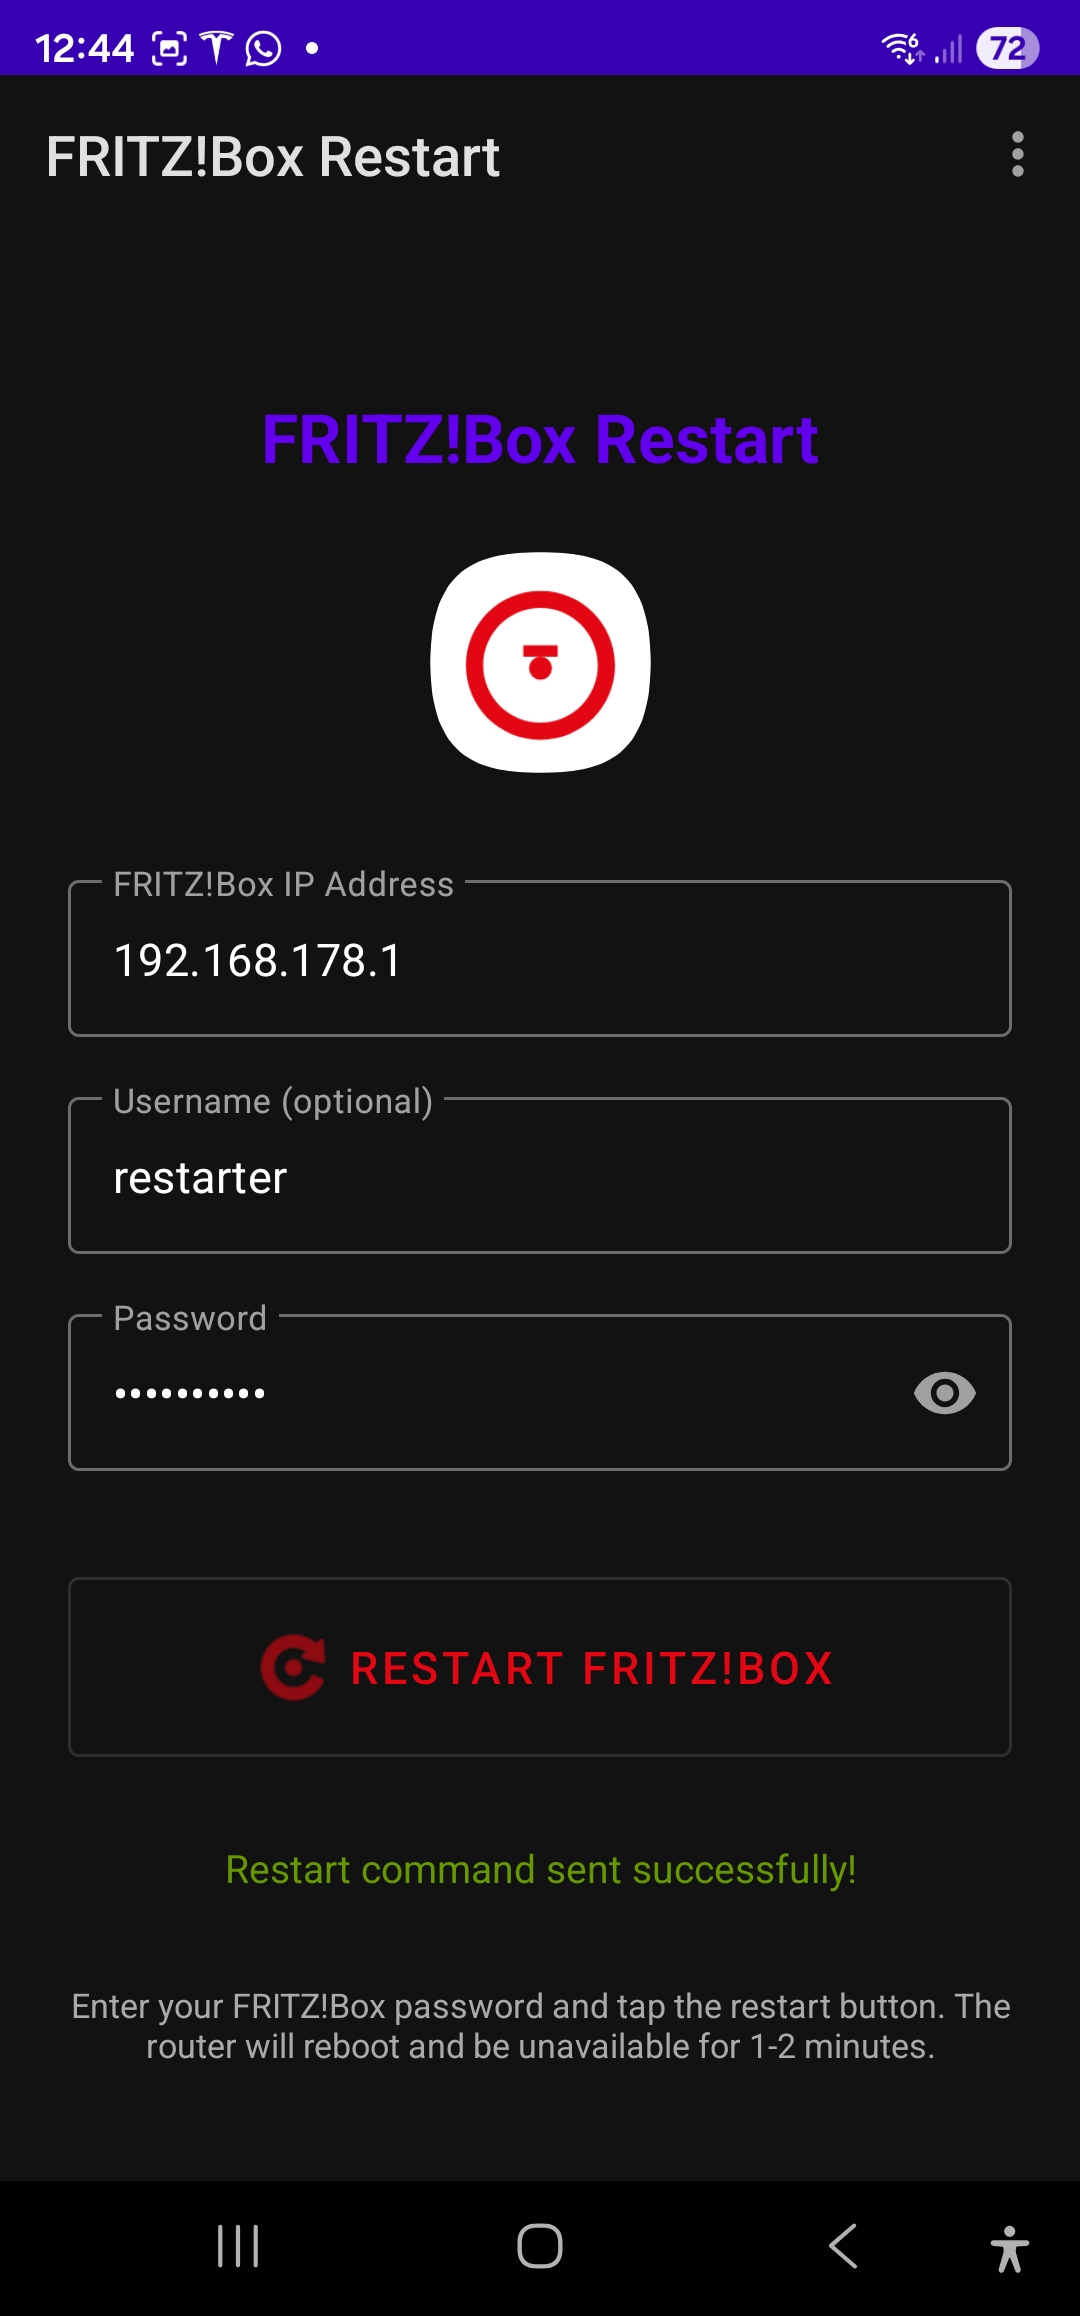 12:44
6
72
FRITZ!Box Restart
FRITZ!Box Restart
FRITZ!Box IP Address
192.168.178.1
Username (optional)
restarter
Password
••••••••••
RESTART FRITZ!BOX
Restart command sent successfully!
Enter your FRITZ!Box password and tap the restart button. The
router will reboot and be unavailable for 1-2 minutes.